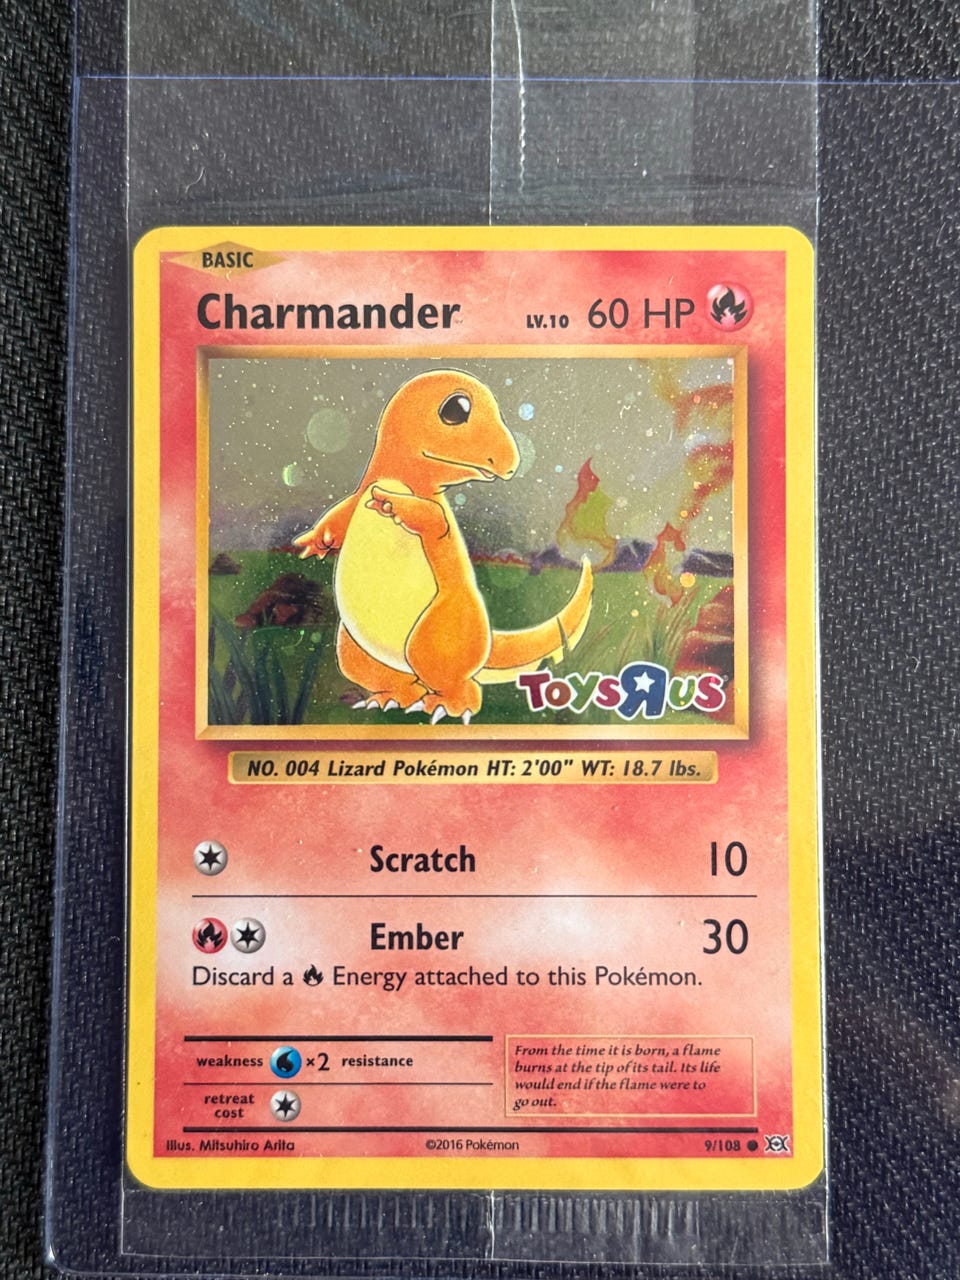 BASIC
Charmander LV.10 60 HP
TOYSЯUS
NO. 004 Lizard Pokémon HT: 2'00" WT: 18.7 lbs.
Scratch 10
Ember 30
Discard a Energy attached to this Pokémon.
weakness ×2 resistance
retreat
cost
From the time it is born, a flame
burns at the tip of its tail. Its life
would end if the flame were to
go out.
Illus. Mitsuhiro Arita ©2016 Pokémon 9/108